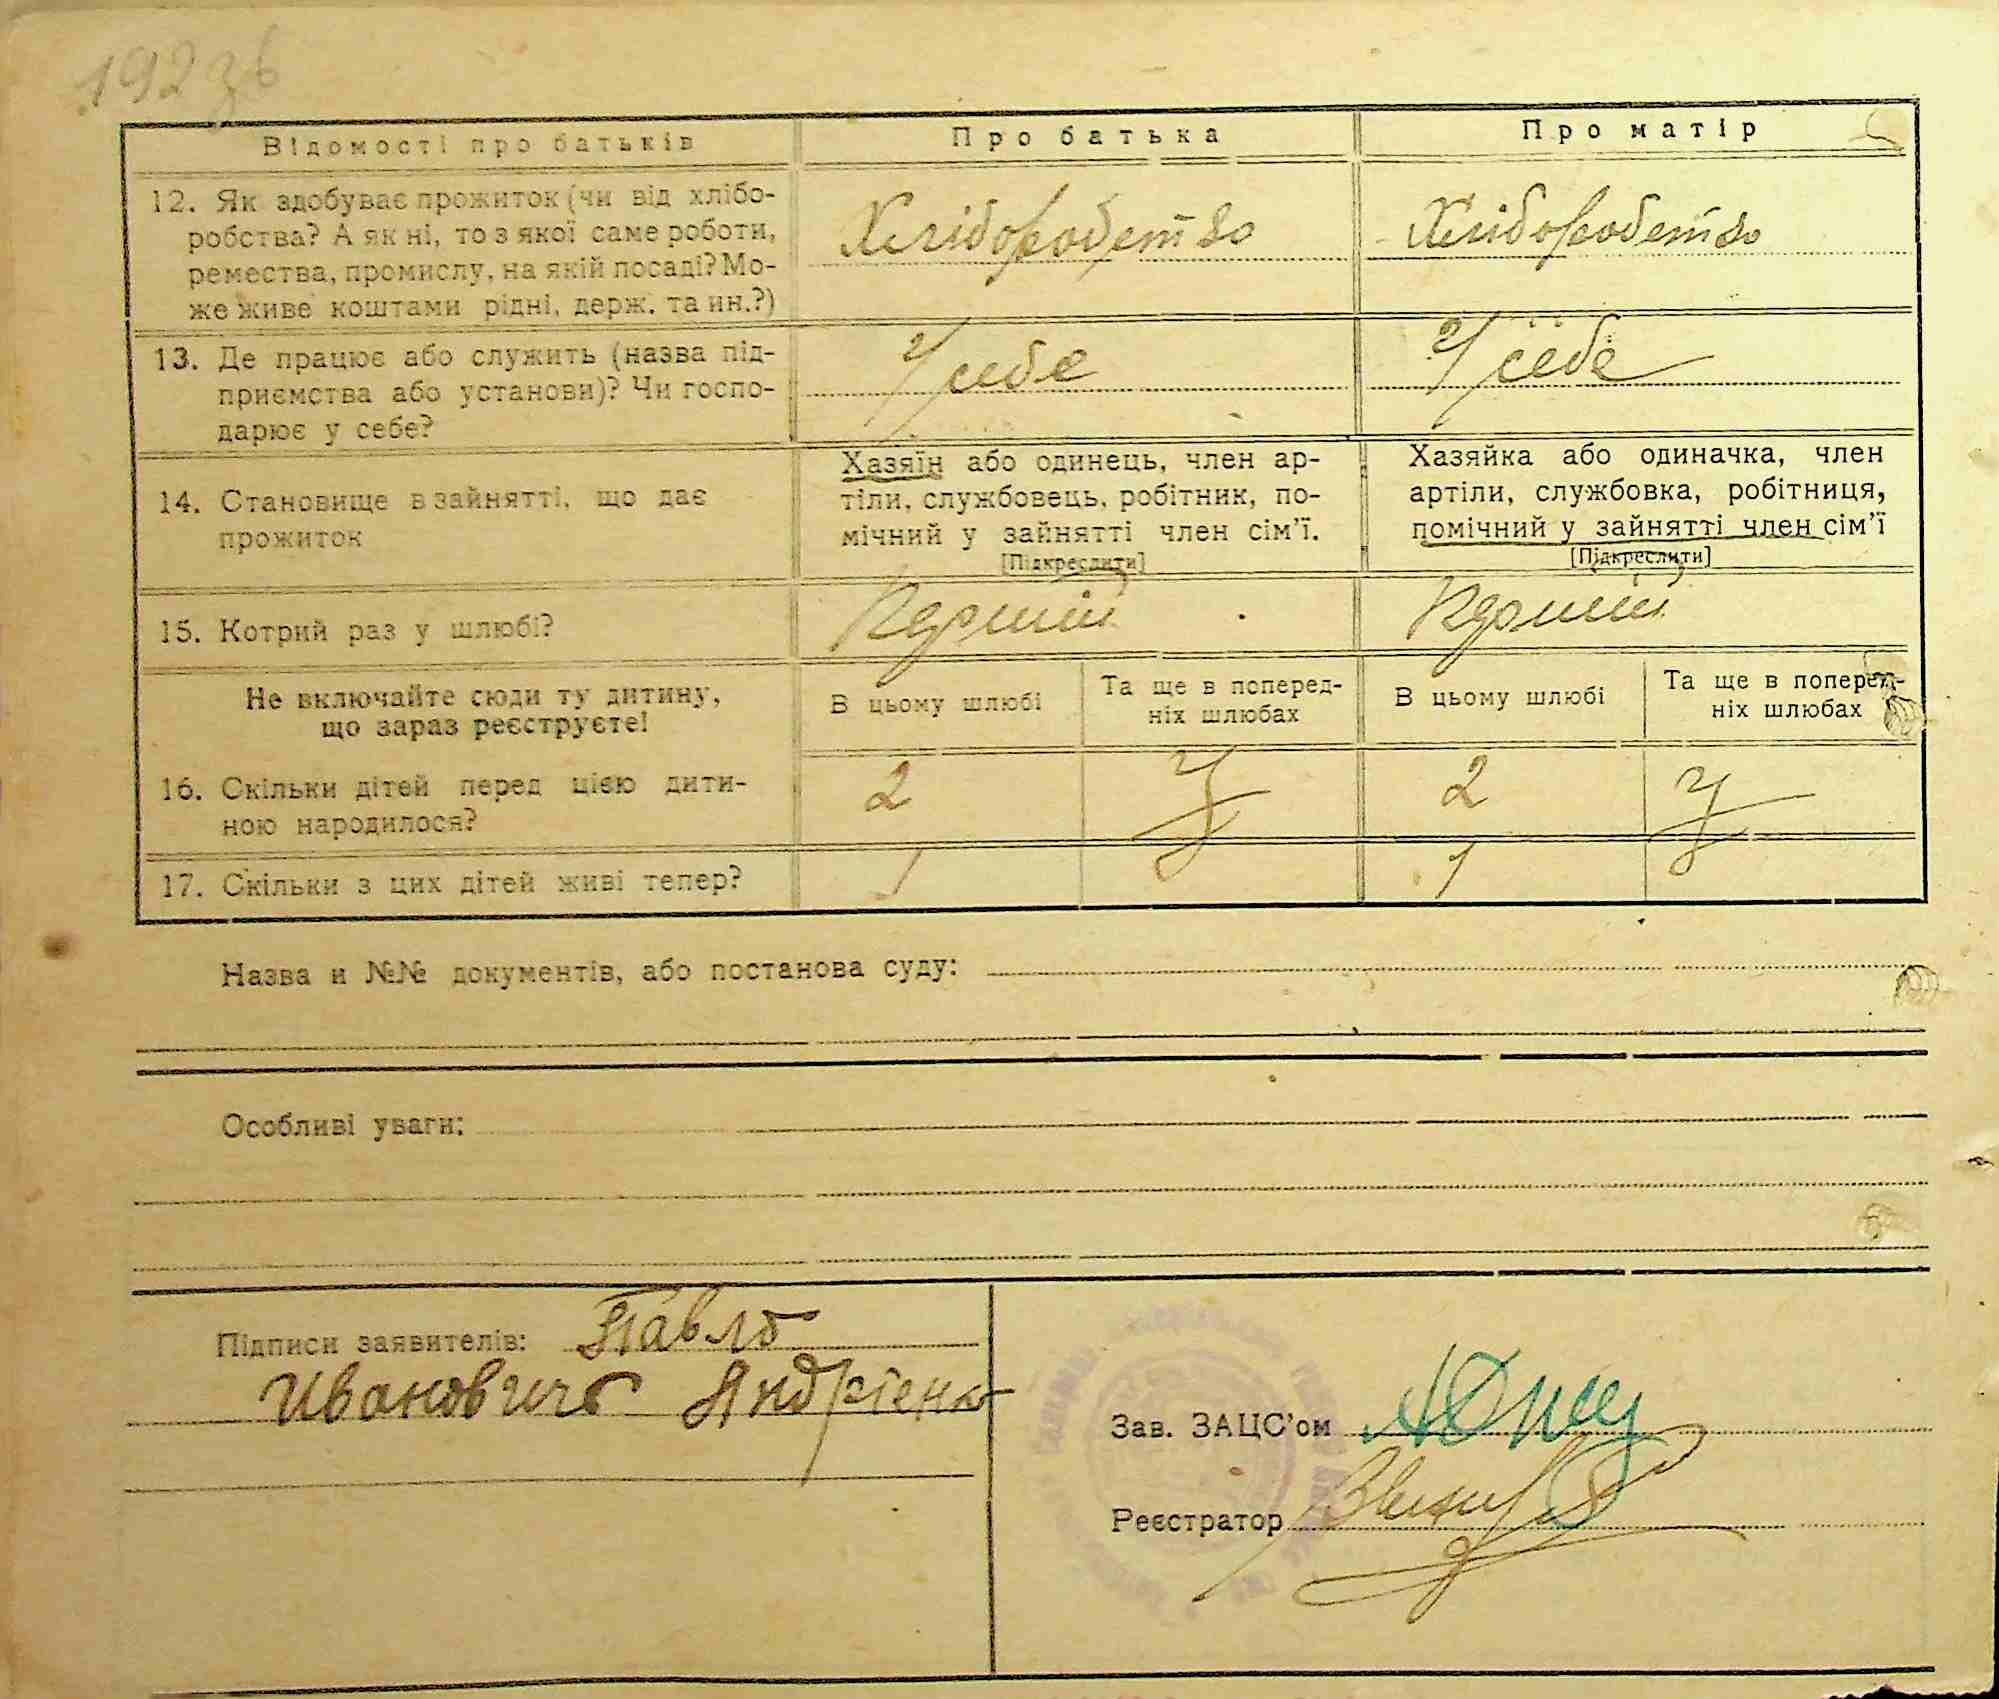 192 зв
Відомості про батьків
Про батька
Про матір
12. Як здобуває прожиток (чи від хлібо-
робства? А як ні, то з якої саме роботи,
ремества, промислу, на якій посаді? Мо-
же живе коштами рідні, держ. та ин.?)
Хліборобство
Хліборобство
13. Де працює або служить (назва під-
приємства або установи)? Чи госпо-
дарює у себе?
У себе
У себе
14. Становище в зайнятті, що дає
прожиток
Хазяїн або одинець, член ар-
тіли, службовець, робітник, по-
мічний у зайнятті член сім’ї.
[Підкреслити]
Хазяйка або одиначка, член
артіли, службовка, робітниця,
помічний у зайнятті член сім’ї
[Підкреслити]
15. Котрий раз у шлюбі?
Перший
Перший
Не включайте сюди ту дитину,
що зараз реєструєте!
В цьому шлюбі
Та ще в поперед-
ніх шлюбах
В цьому шлюбі
Та ще в поперед-
ніх шлюбах
16. Скільки дітей перед цією дити-
ною народилося?
2
2
17. Скільки з цих дітей живі тепер?
1
1
Назва и №№ документів, або постанова суду:
Особливі уваги:
Підписи заявителів: Павло
Ивановичъ Андрієнко
Зав. ЗАЦС’ом
Реєстратор